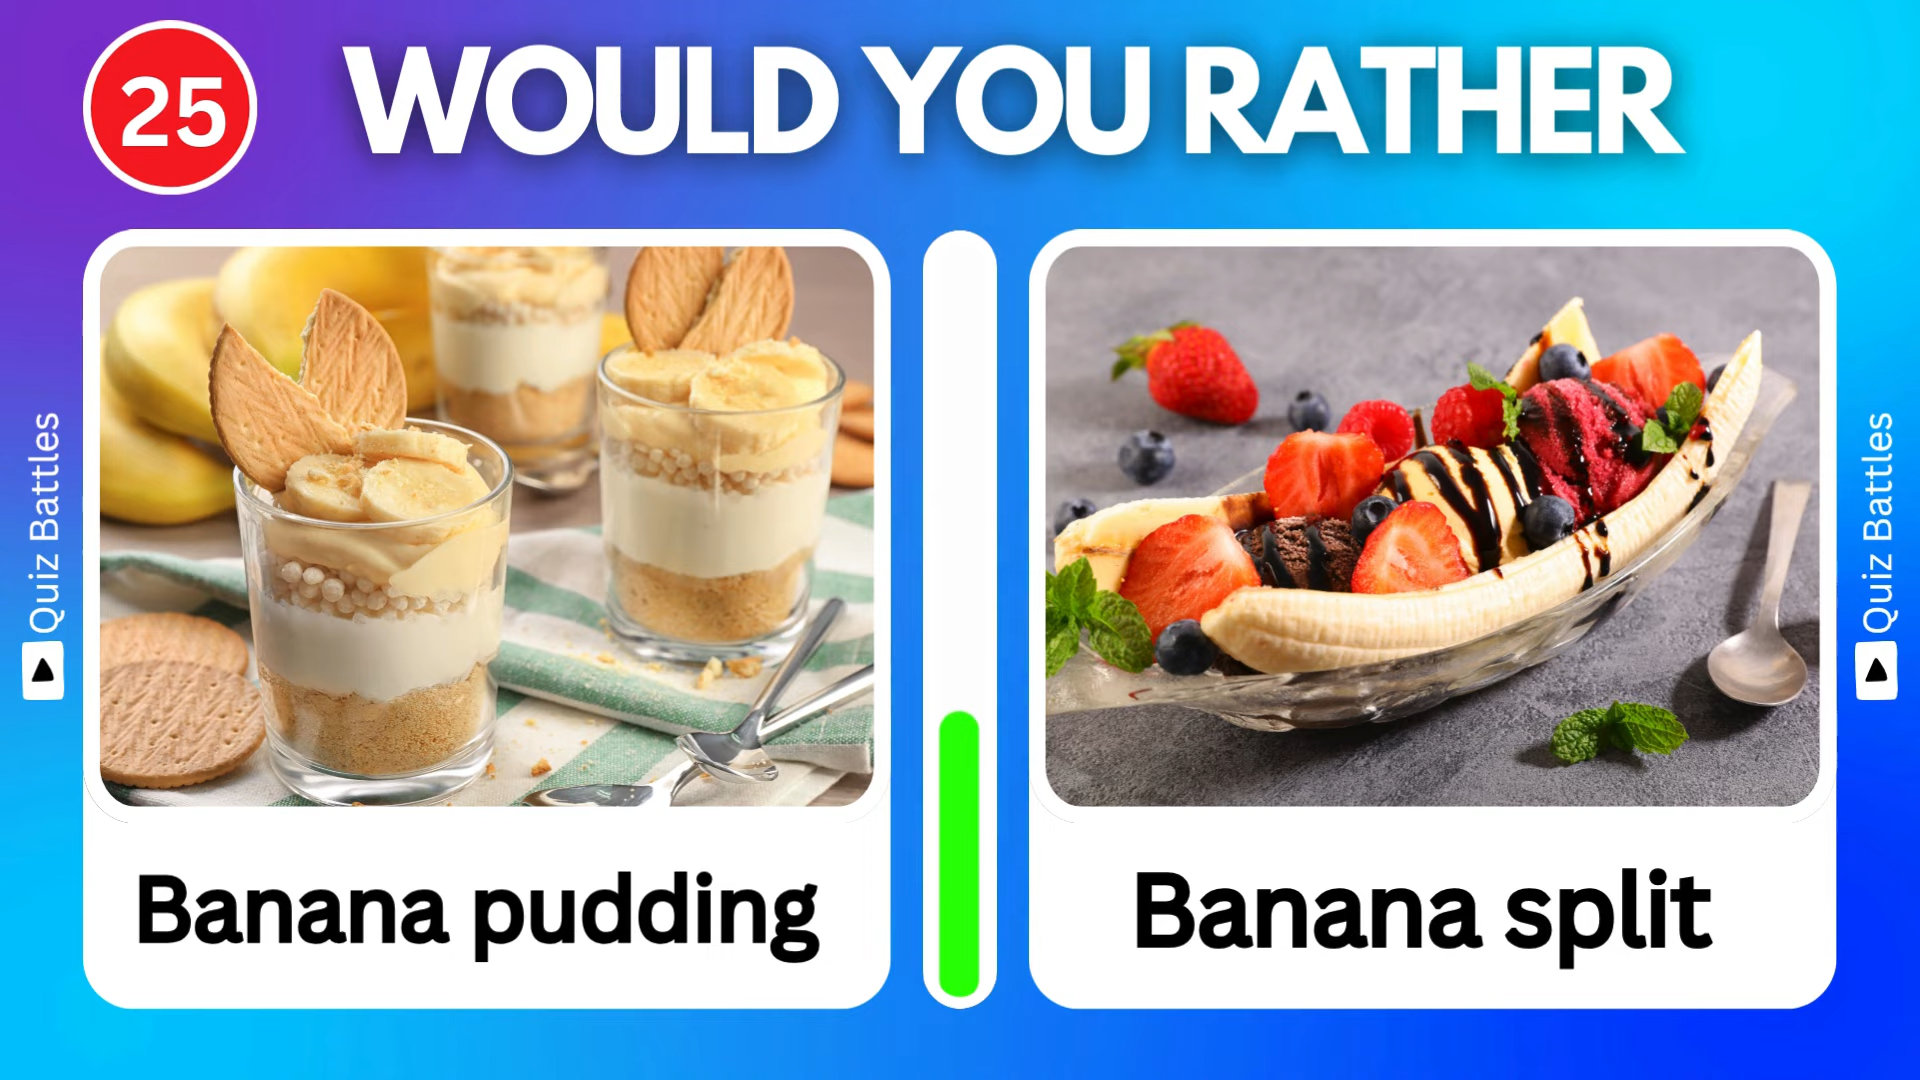 25
WOULD YOU RATHER
Quiz Battles
Banana pudding
Banana split
Quiz Battles